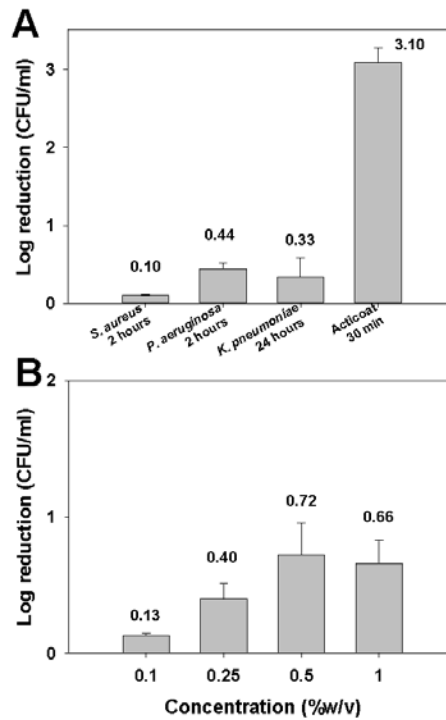 A
Log reduction (CFU/ml)
3
2
1
0
0.10
0.44
0.33
3.10
S. aureus
2 hours
P. aeruginosa
2 hours
K. pneumoniae
24 hours
Acticoat
30 min
B
Log reduction (CFU/ml)
2
1
0
0.13
0.40
0.72
0.66
0.1 0.25 0.5 1
Concentration (%w/v)